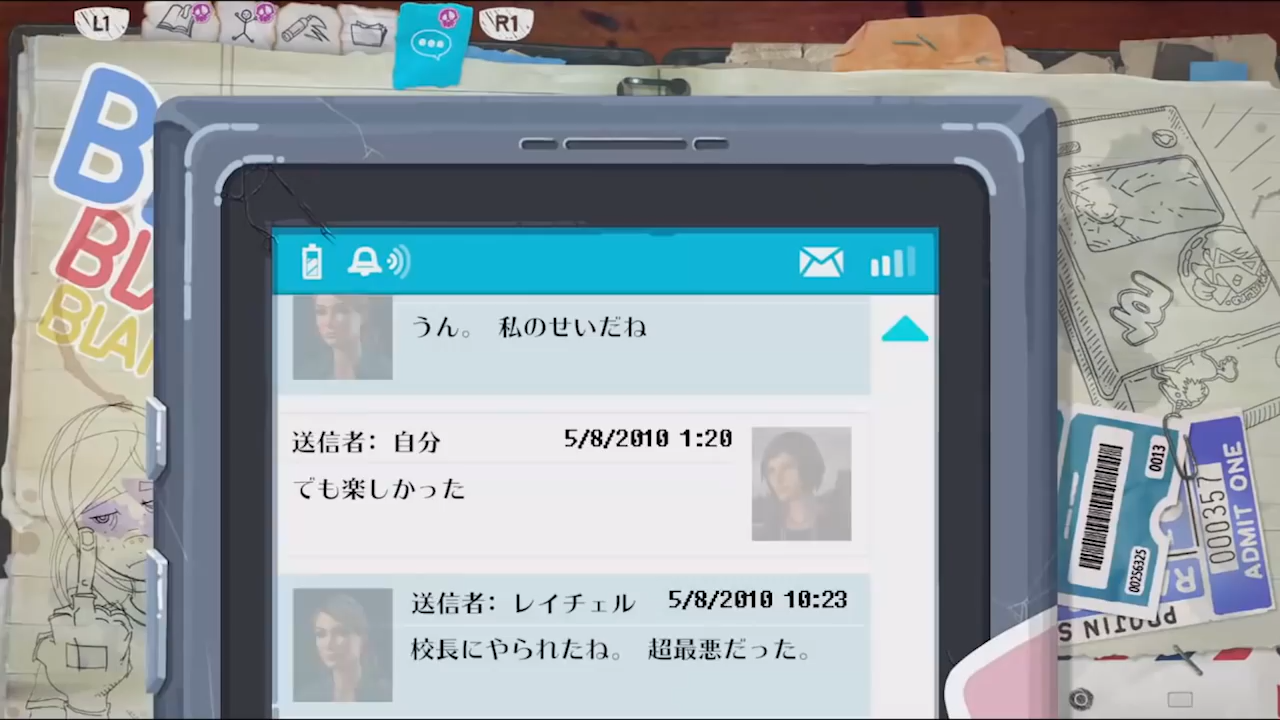 L1
R1
BLAH
BLAH
うん。 私のせいだね
送信者: 自分 5/8/2010 1:20
でも楽しかった
送信者: レイチェル 5/8/2010 10:23
校長にやられたね。 超最悪だった。
0013
00256325
000357
ADMIT ONE